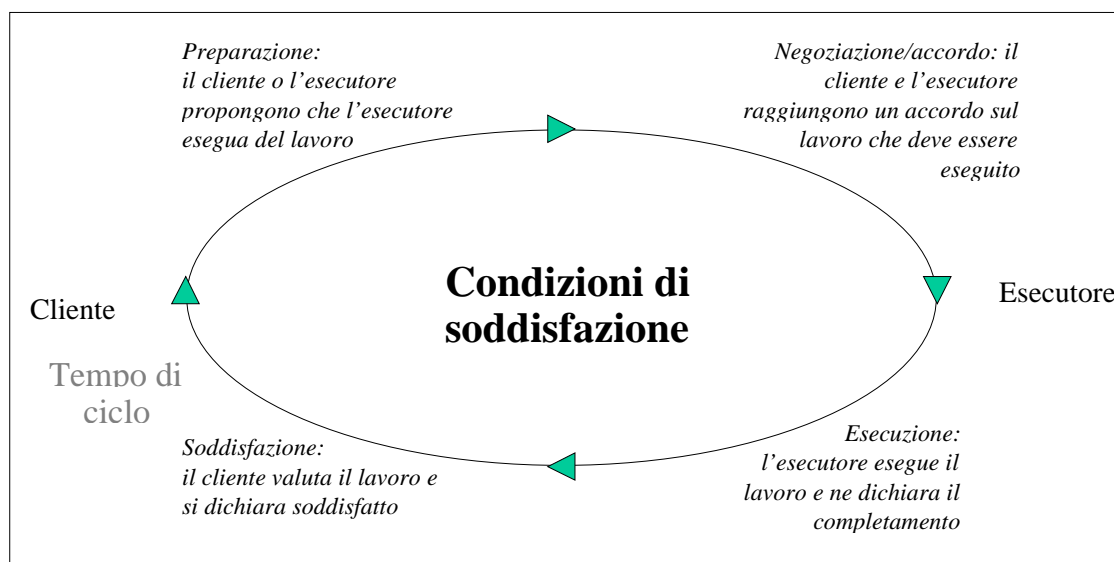 Preparazione:
il cliente o l'esecutore
propongono che l'esecutore
esegua del lavoro
Negoziazione/accordo: il
cliente e l'esecutore
raggiungono un accordo sul
lavoro che deve essere
eseguito
Condizioni di
soddisfazione
Cliente
Esecutore
Tempo di
ciclo
Soddisfazione:
il cliente valuta il lavoro e
si dichiara soddisfatto
Esecuzione:
l'esecutore esegue il
lavoro e ne dichiara il
completamento